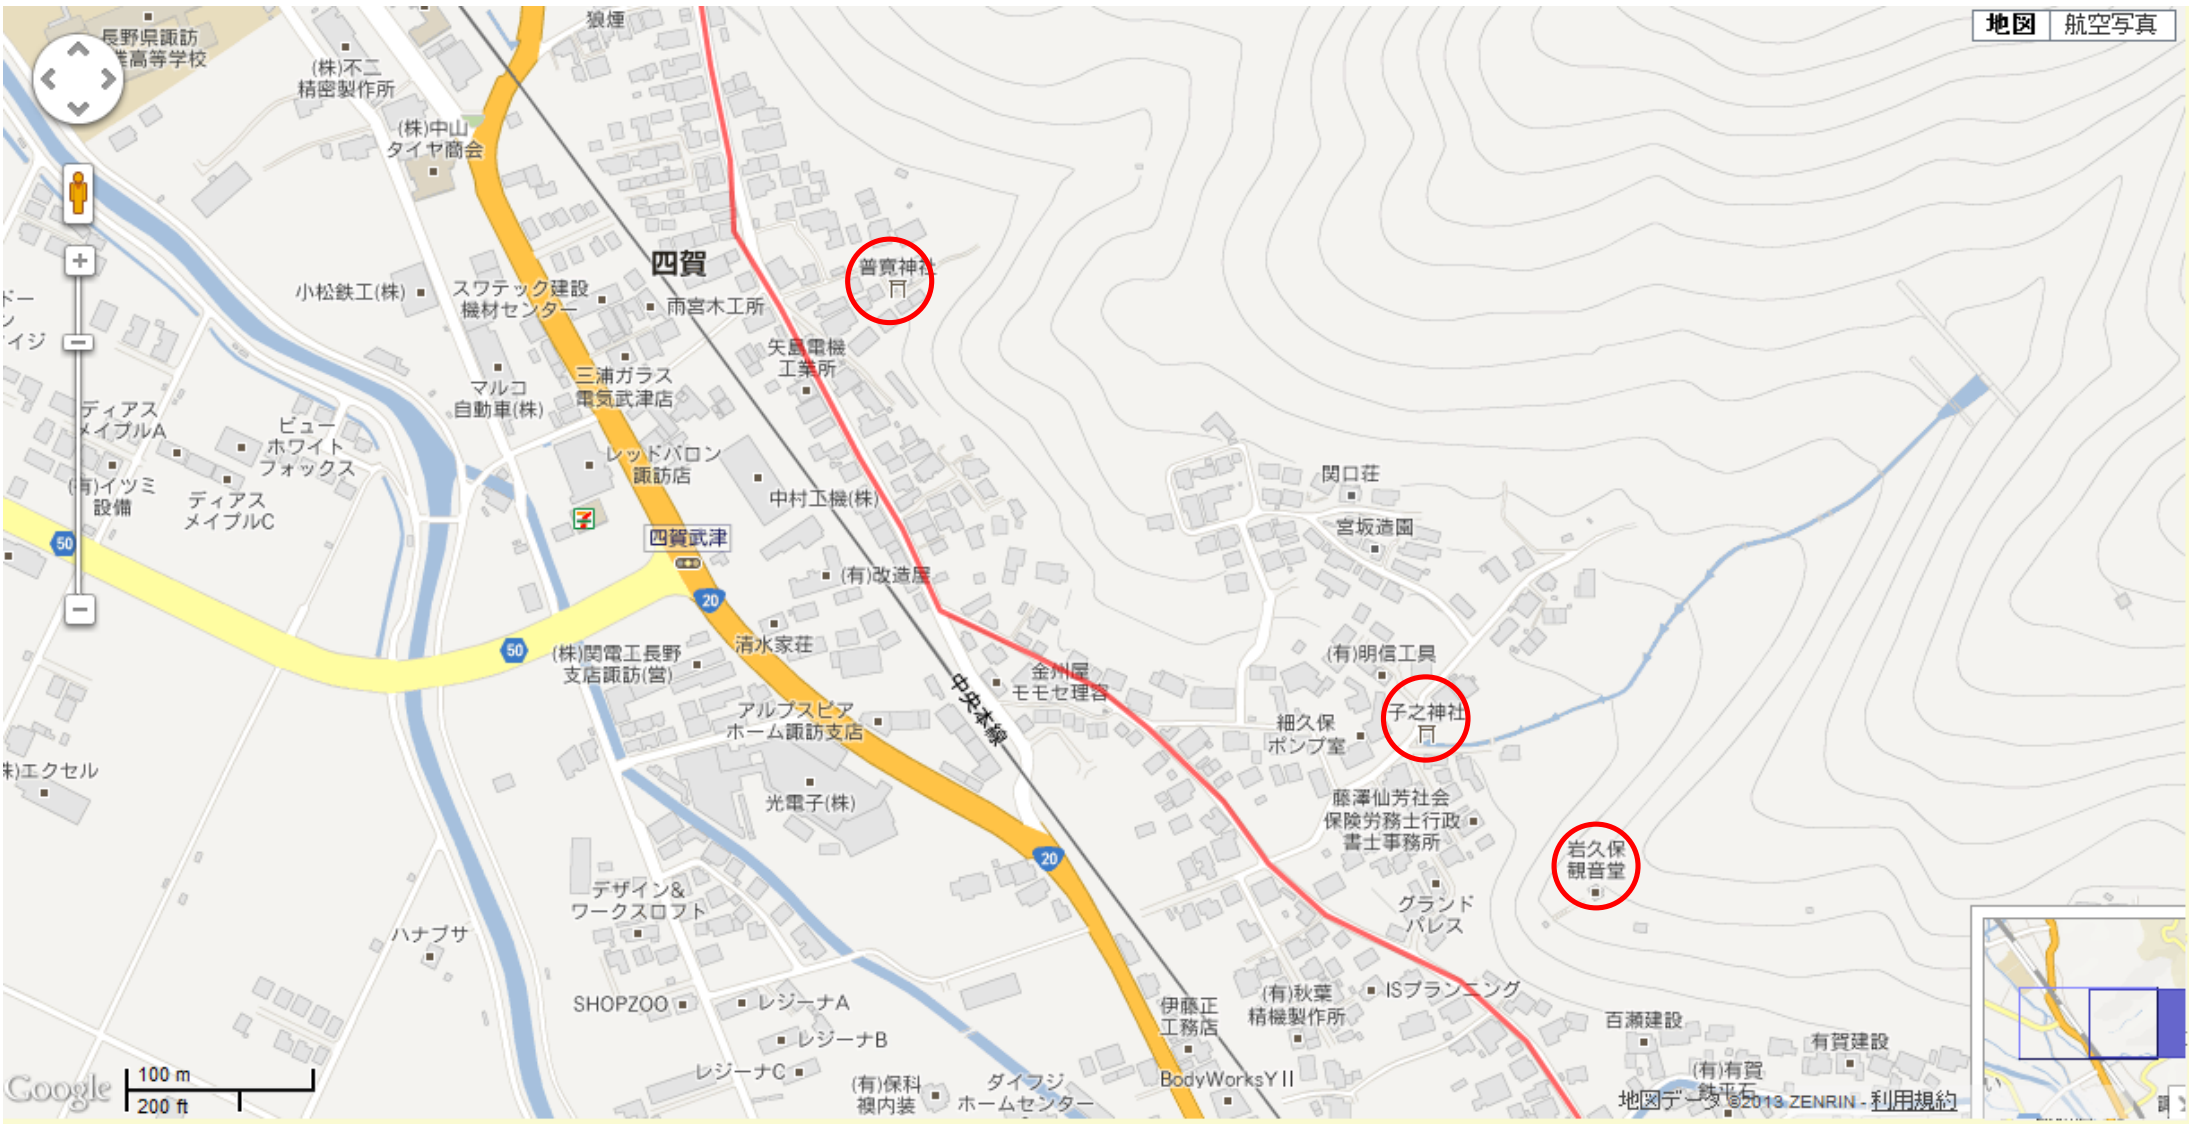 地図
航空写真
狼煙
長野県諏訪
業高等学校
(株)不二
精密製作所
(株)中山
タイヤ商会
四賀
普寛神社
小松鉄工(株)
スワテック建設
機材センター
雨宮木工所
矢島電機
工業所
マルコ
自動車(株)
三浦ガラス
電気武津店
ディアス
メイプルA
ビュー
ホワイト
フォックス
レッドバロン
諏訪店
(有)イツミ
設備
ディアス
メイプルC
中村工機(株)
関口荘
宮坂造園
50
四賀武津
(有)改造屋
20
50
(株)関電工長野
支店諏訪(営)
清水家荘
(有)明信工具
金州屋
モモセ理容
中央本線
アルプスピア
ホーム諏訪支店
細久保
ポンプ室
子之神社
株)エクセル
光電子(株)
藤澤仙芳社会
保険労務士行政
書士事務所
20
岩久保
観音堂
デザイン&
ワークスロフト
グランド
パレス
ハナブサ
SHOPZOO
レジーナA
伊藤正
工務店
(有)秋葉
精機製作所
ISプランニング
百瀬建設
有賀建設
レジーナB
レジーナC
(有)保科
襖内装
ダイフジ
ホームセンター
BodyWorksYII
(有)有賀
鉄平石
Google
100 m
200 ft
地図データ ©2013 ZENRIN - 利用規約